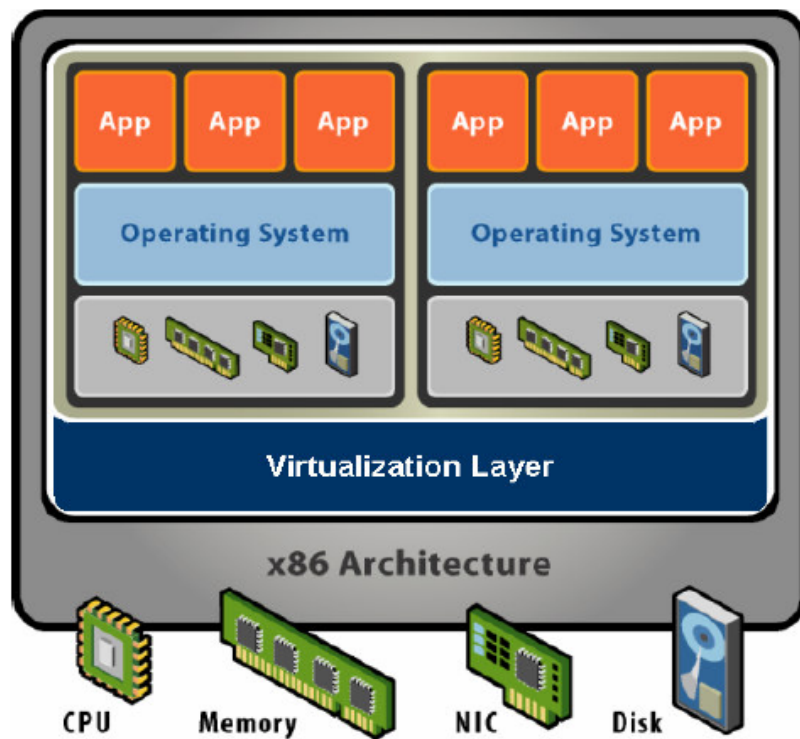 App App App App App App
Operating System Operating System
Virtualization Layer
x86 Architecture
CPU Memory NIC Disk